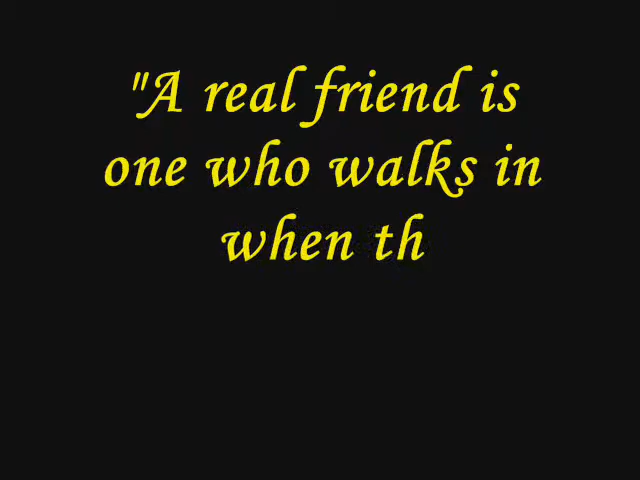 "A real friend is
one who walks in
when th